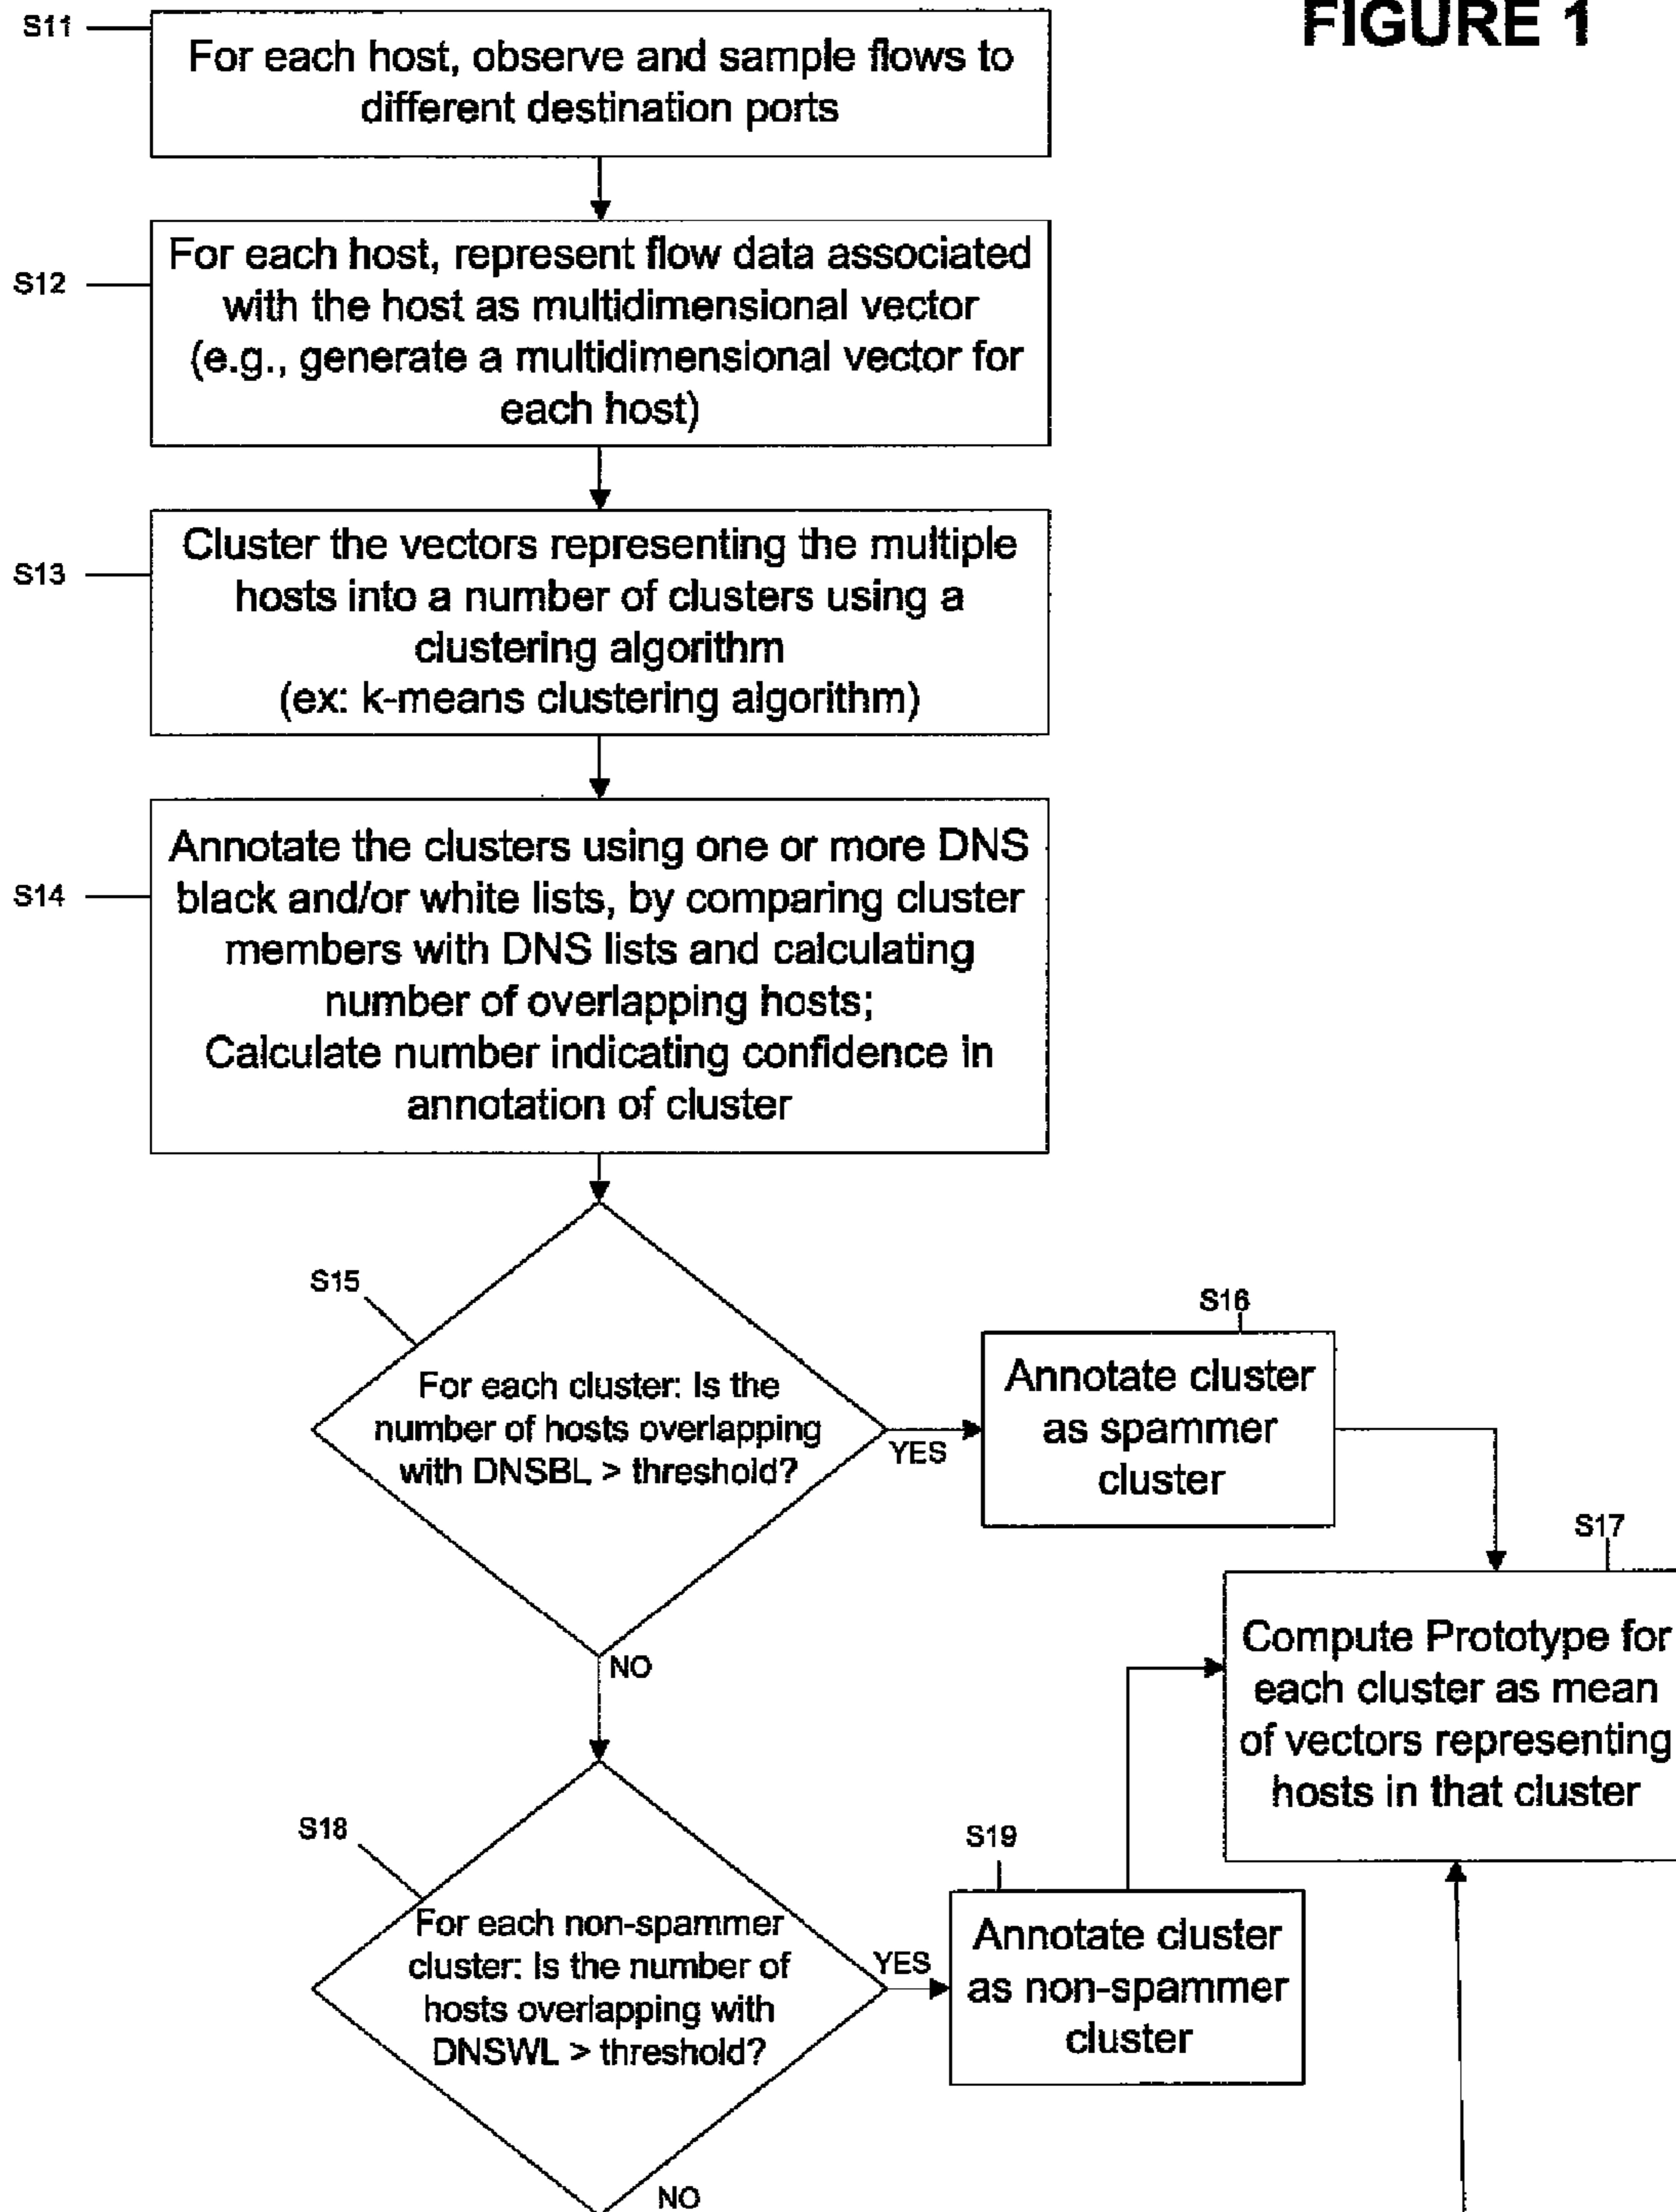 FIGURE 1
S11
For each host, observe and sample flows to
different destination ports
S12
For each host, represent flow data associated
with the host as multidimensional vector
(e.g., generate a multidimensional vector for
each host)
S13
Cluster the vectors representing the multiple
hosts into a number of clusters using a
clustering algorithm
(ex: k-means clustering algorithm)
S14
Annotate the clusters using one or more DNS
black and/or white lists, by comparing cluster
members with DNS lists and calculating
number of overlapping hosts;
Calculate number indicating confidence in
annotation of cluster
S15
For each cluster: Is the
number of hosts overlapping
with DNSBL > threshold?
YES
NO
S16
Annotate cluster
as spammer
cluster
S17
Compute Prototype for
each cluster as mean
of vectors representing
hosts in that cluster
S18
For each non-spammer
cluster: Is the number of
hosts overlapping with
DNSWL > threshold?
YES
NO
S19
Annotate cluster
as non-spammer
cluster